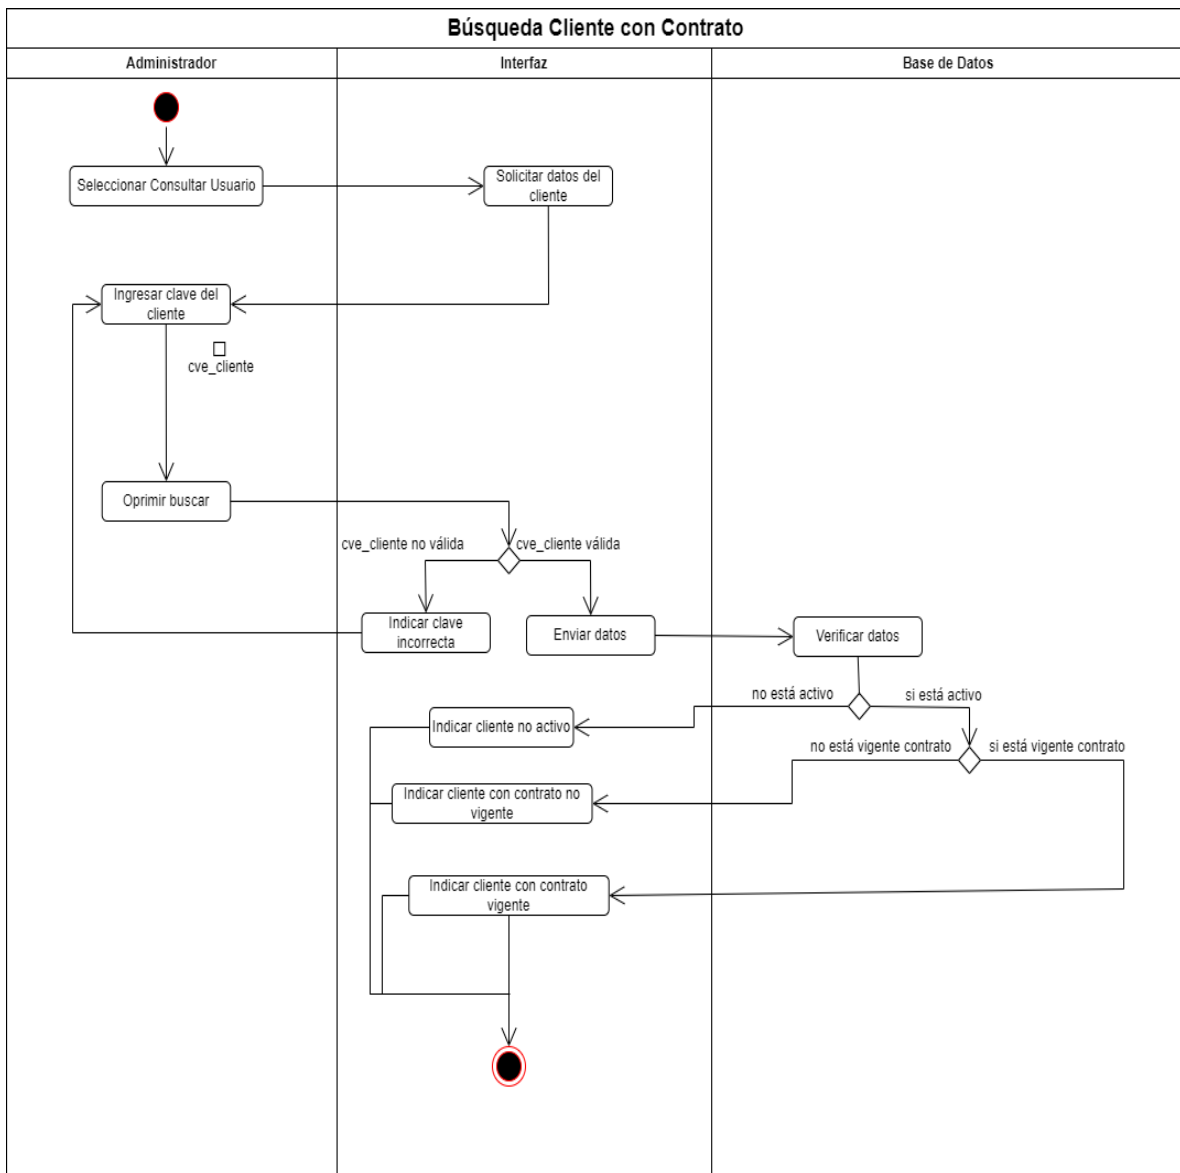 Búsqueda Cliente con Contrato
Administrador
Interfaz
Base de Datos
Seleccionar Consultar Usuario
Solicitar datos del
cliente
Ingresar clave del
cliente
cve_cliente
Oprimir buscar
cve_cliente no válida
cve_cliente válida
Indicar clave
incorrecta
Enviar datos
Verificar datos
no está activo
si está activo
Indicar cliente no activo
no está vigente contrato
si está vigente contrato
Indicar cliente con contrato no
vigente
Indicar cliente con contrato
vigente